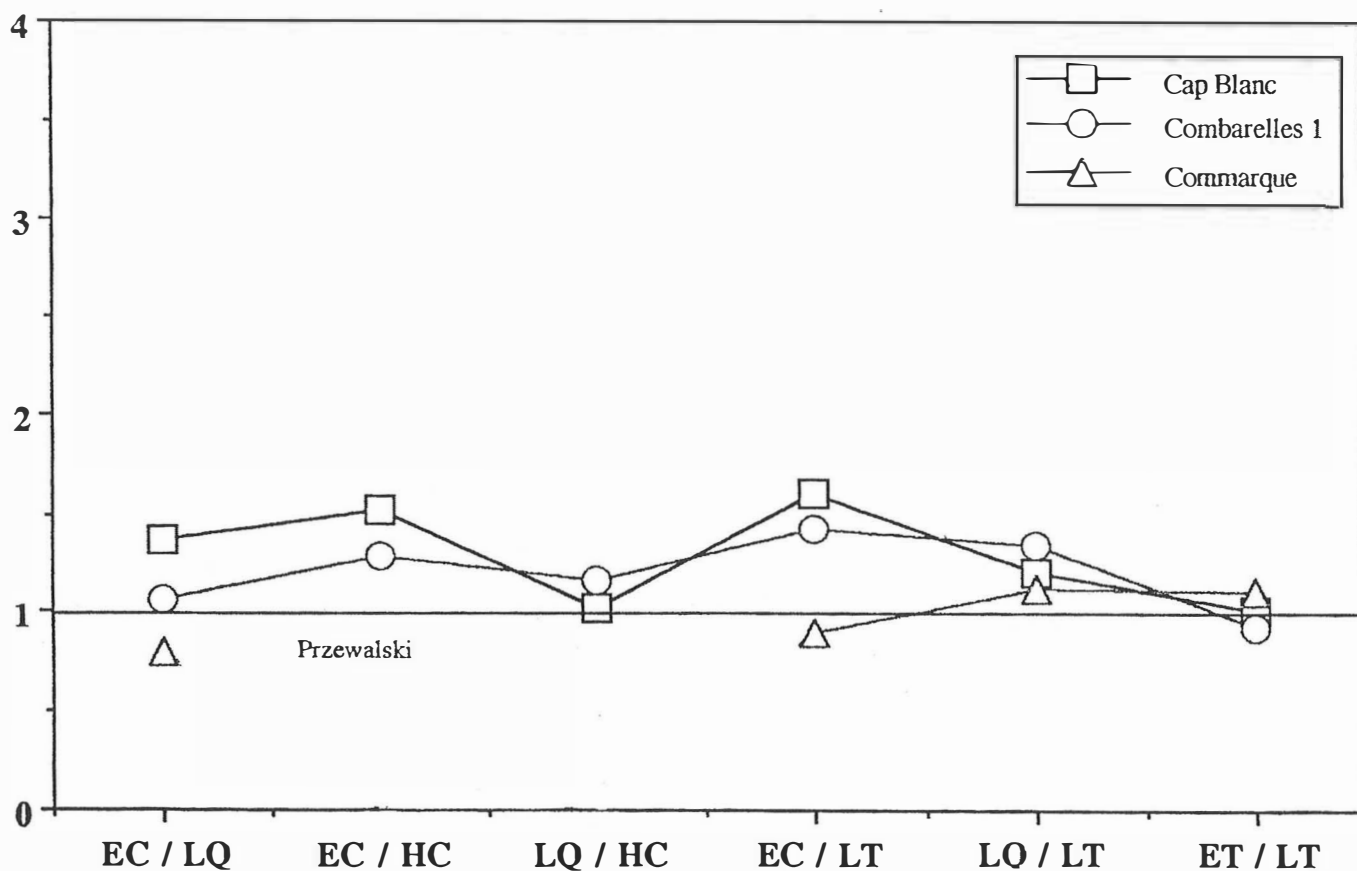 4
Cap Blanc
Combarelles 1
Commarque
3
2
1
Przewalski
0
EC / LQ
EC / HC
LQ / HC
EC / LT
LQ / LT
ET / LT